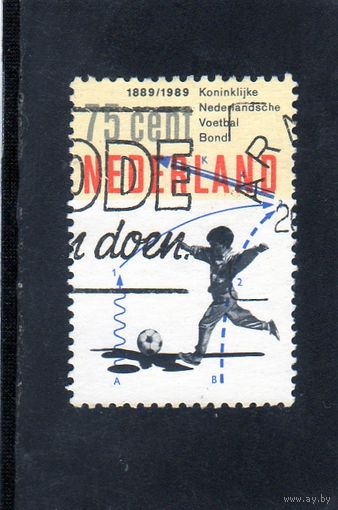 1889/1989 Koninklijke
Nederlandsche
Voetbal
Bond
75 cent
K
NEDERLAND
ODE
n doen.
1
2
A
B
www.ay.by